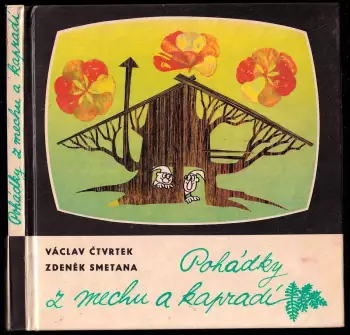 Pohádky z mechu a kapradí
VÁCLAV ČTVRTEK
ZDENĚK SMETANA
Pohádky
z mechu a kapradí